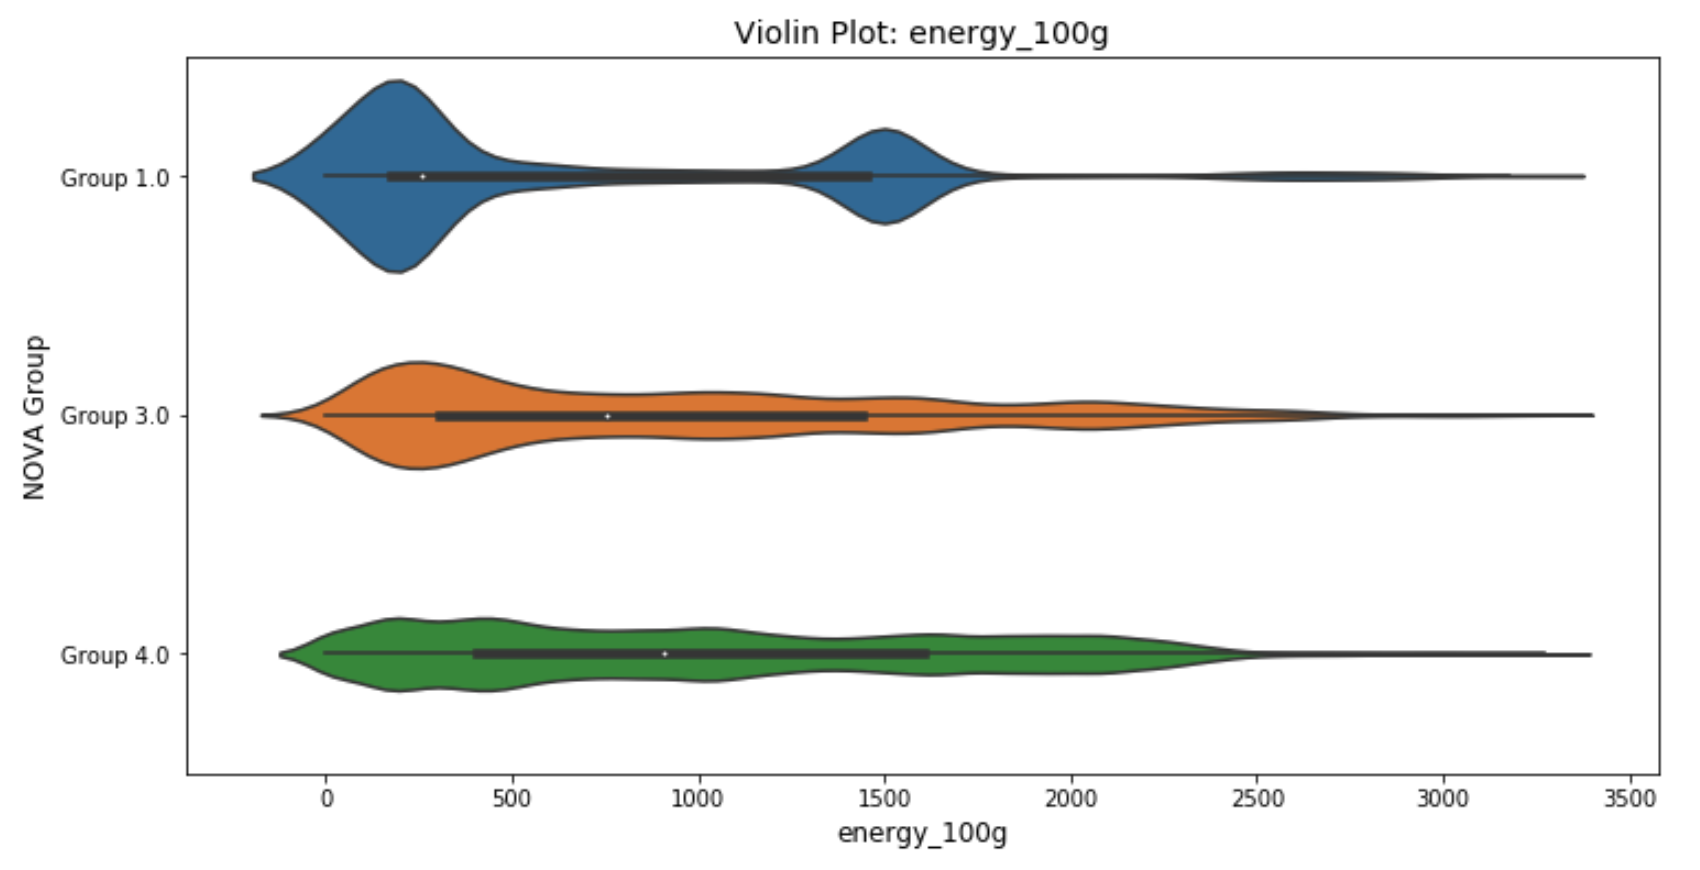 Violin Plot: energy_100g
NOVA Group
Group 1.0
Group 3.0
Group 4.0
0 500 1000 1500 2000 2500 3000 3500
energy_100g